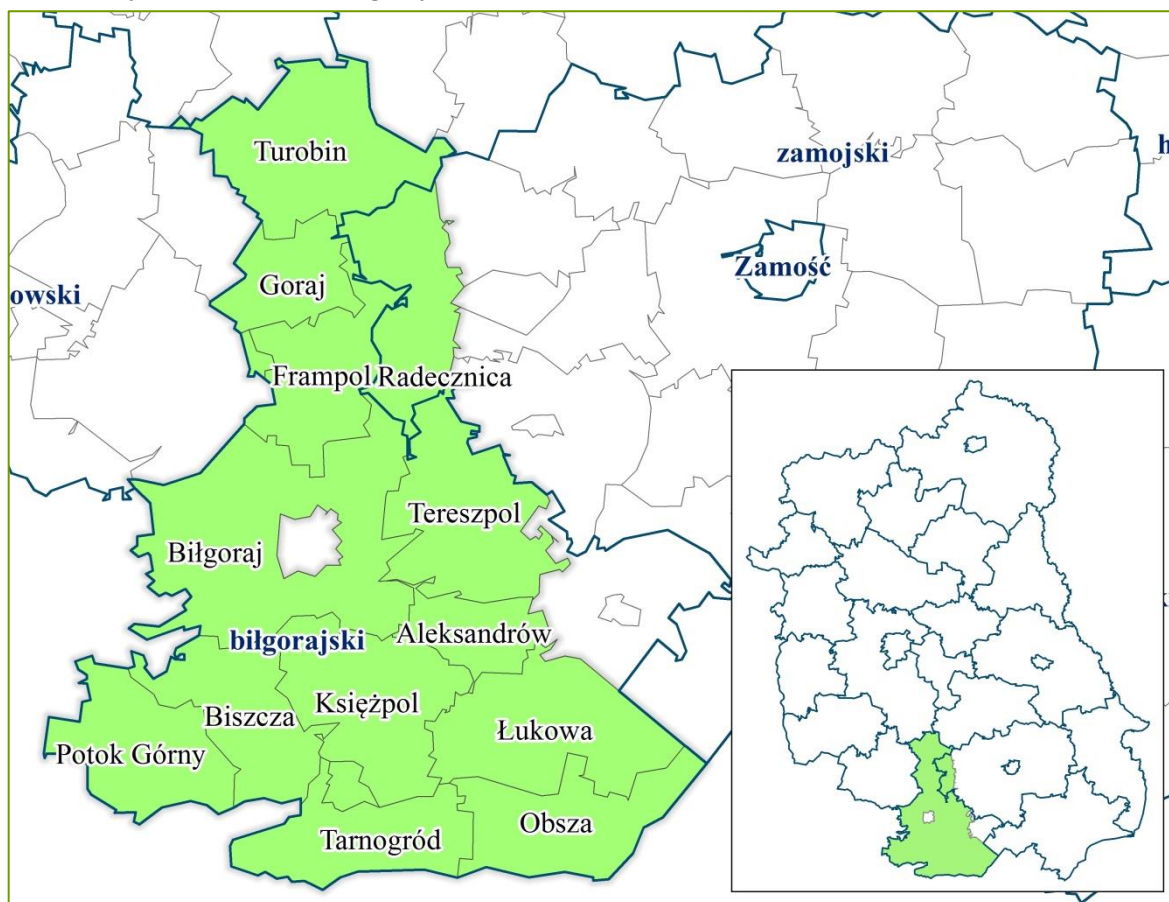 Turobin
zamojski
h
Goraj
Zamość
owski
Frampol
Radecznica
Tereszpol
Biłgoraj
Aleksandrów
biłgorajski
Księżpol
Biszcza
Łukowa
Potok Górny
Obsza
Tarnogród